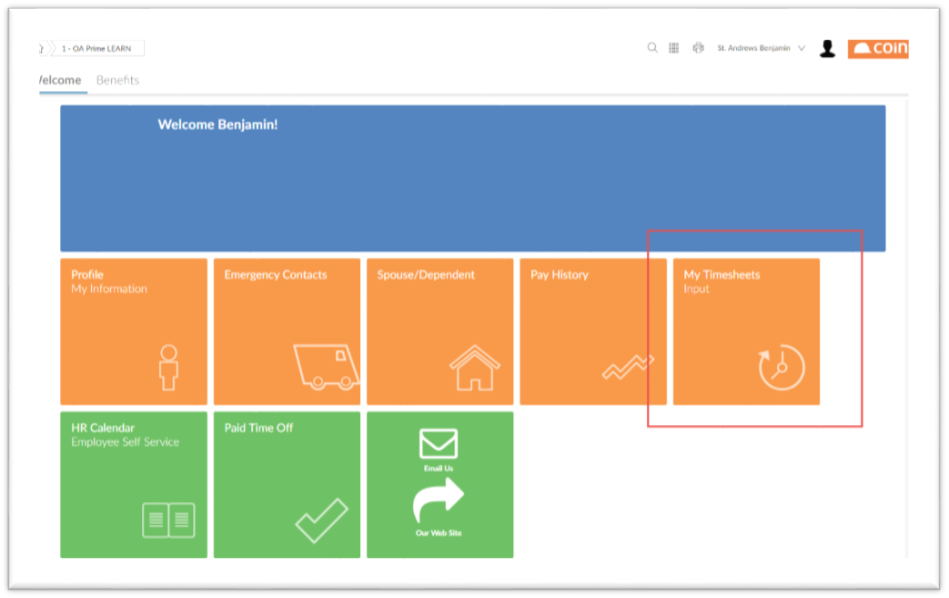 1 - OA Prime LEARN
St. Andrews Benjamin
coin
Welcome
Benefits
Welcome Benjamin!
Profile
My Information
Emergency Contacts
Spouse/Dependent
Pay History
My Timesheets
Input
HR Calendar
Employee Self Service
Paid Time Off
Email Us
Our Web Site